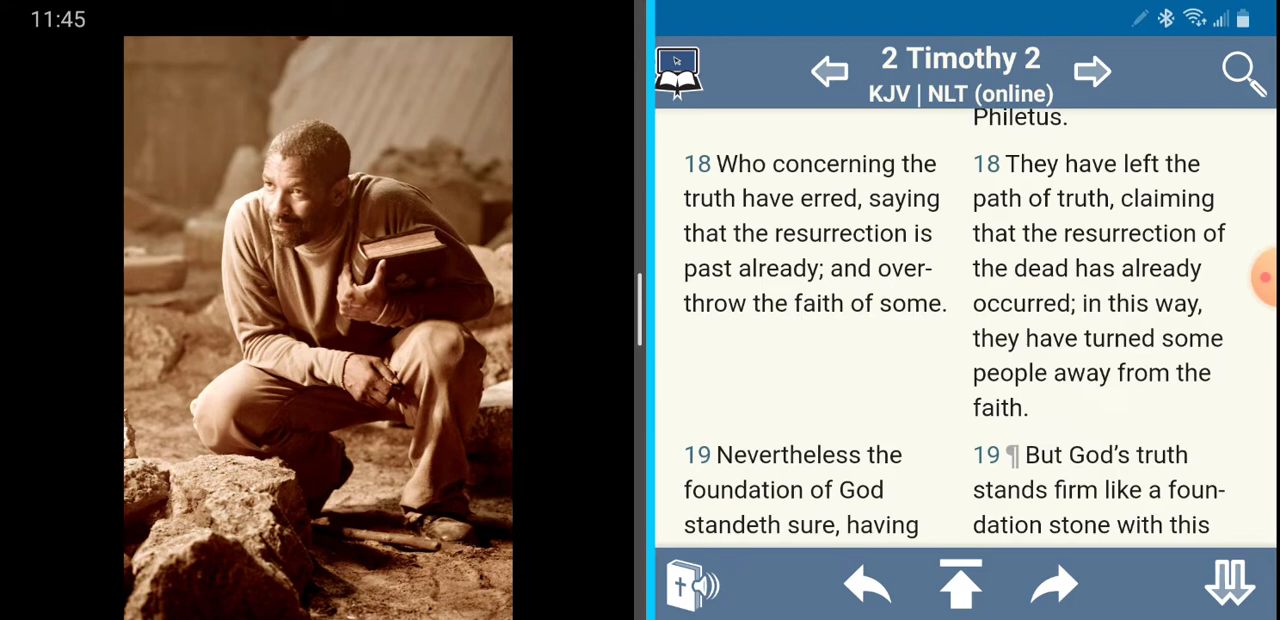 11:45
2 Timothy 2
KJV | NLT (online)
Philetus.
18 Who concerning the
truth have erred, saying
that the resurrection is
past already; and over-
throw the faith of some.
19 Nevertheless the
foundation of God
standeth sure, having
18 They have left the
path of truth, claiming
that the resurrection of
the dead has already
occurred; in this way,
they have turned some
people away from the
faith.
19 ¶ But God’s truth
stands firm like a foun-
dation stone with this